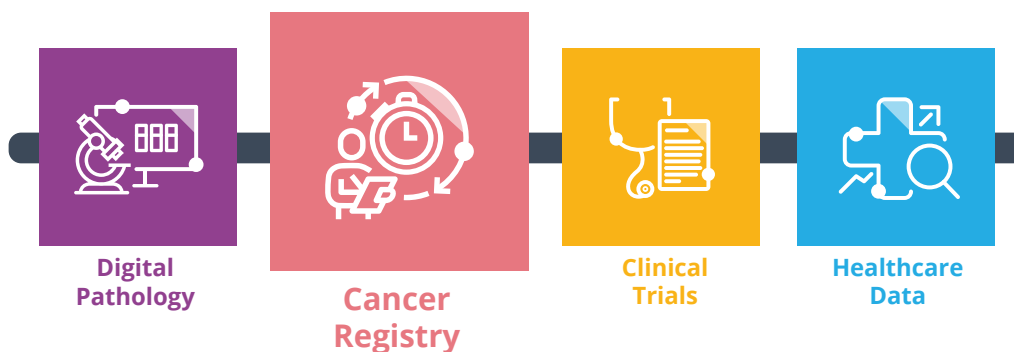 Digital
Pathology
Cancer
Registry
Clinical
Trials
Healthcare
Data